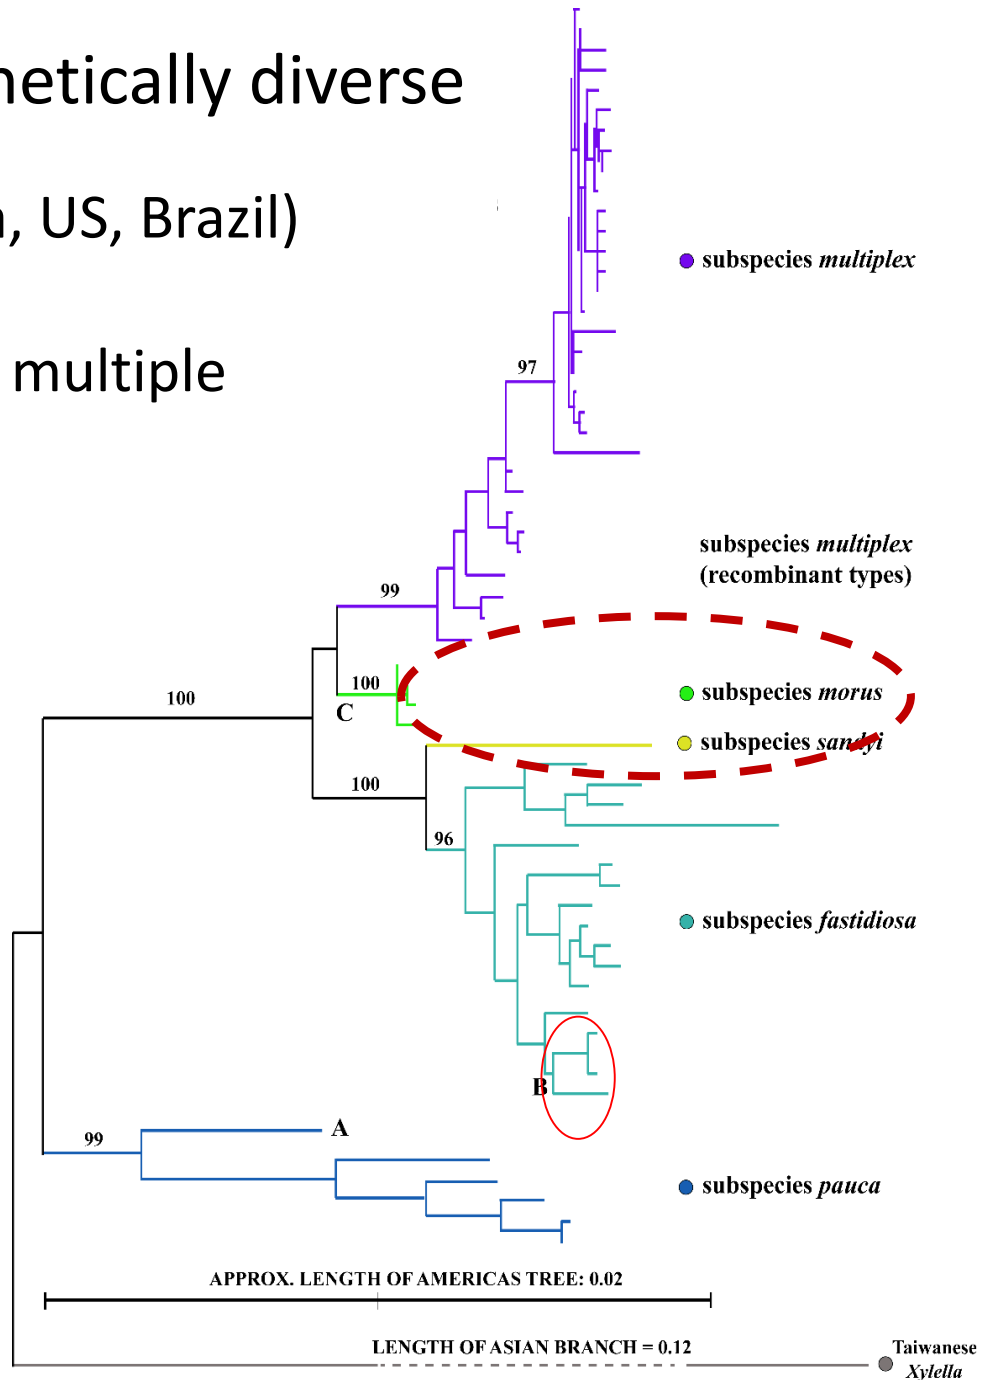 netically diverse
, US, Brazil)
multiple
subspecies multiplex
97
subspecies multiplex
(recombinant types)
99
100
C
subspecies morus
100
subspecies sandyi
100
96
subspecies fastidiosa
B
A
99
subspecies pauca
APPROX. LENGTH OF AMERICAS TREE: 0.02
LENGTH OF ASIAN BRANCH = 0.12
Taiwanese
Xylella